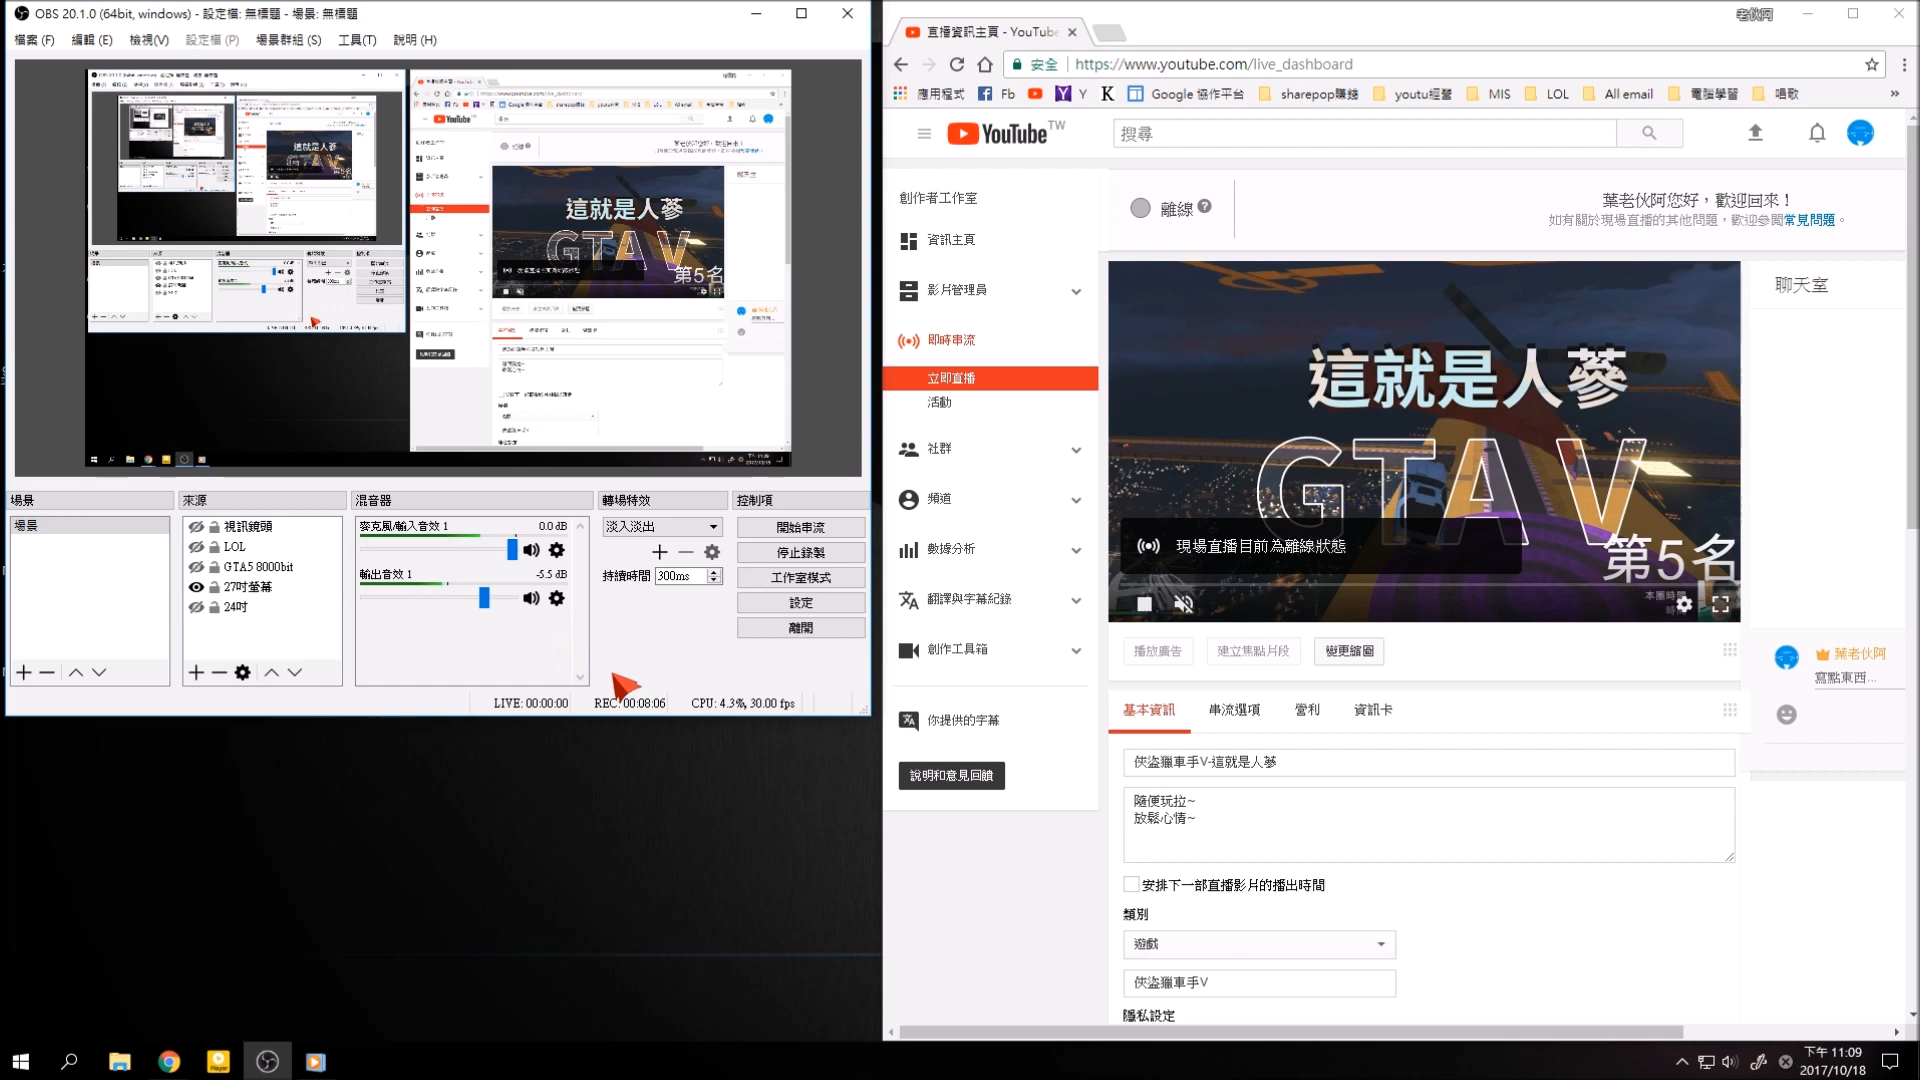 OBS 20.1.0 (64bit, windows) - 設定檔: 無標題 - 場景: 無標題
檔案 (F) 編輯 (E) 檢視(V) 設定檔 (P) 場景群組 (S) 工具(T) 說明 (H)
場景
場景
來源
視訊鏡頭
LOL
GTA5 8000bit
27吋螢幕
24吋
混音器
麥克風/輸入音效 1 0.0 dB
輸出音效 1 -5.5 dB
轉場特效
淡入淡出
持續時間 300ms
控制項
開始串流
停止錄製
工作室模式
設定
離開
LIVE: 00:00:00 REC: 00:08:06 CPU: 4.3%, 30.00 fps
老伙阿
直播資訊主頁 - YouTube
安全 https://www.youtube.com/live_dashboard
應用程式 Fb Y Google 協作平台 sharepop賺錢 youtu經營 MIS LOL All email 電腦學習 唱歌
YouTube TW
搜尋
創作者工作室
資訊主頁
影片管理員
即時串流
立即直播
活動
社群
頻道
數據分析
翻譯與字幕紀錄
創作工具箱
你提供的字幕
說明和意見回饋
離線
葉老伙阿您好，歡迎回來！
如有關於現場直播的其他問題，歡迎參閱常見問題。
這就是人蔘
GTA V
第5名
本圈時間
現場直播目前為離線狀態
聊天室
葉老伙阿
寫點東西...
播放廣告 建立焦點片段 變更縮圖
基本資訊 串流選項 營利 資訊卡
俠盜獵車手V-這就是人蔘
隨便玩拉~
放鬆心情~
安排下一部直播影片的播出時間
類別
遊戲
俠盜獵車手V
隱私設定
Player
下午 11:09
2017/10/18